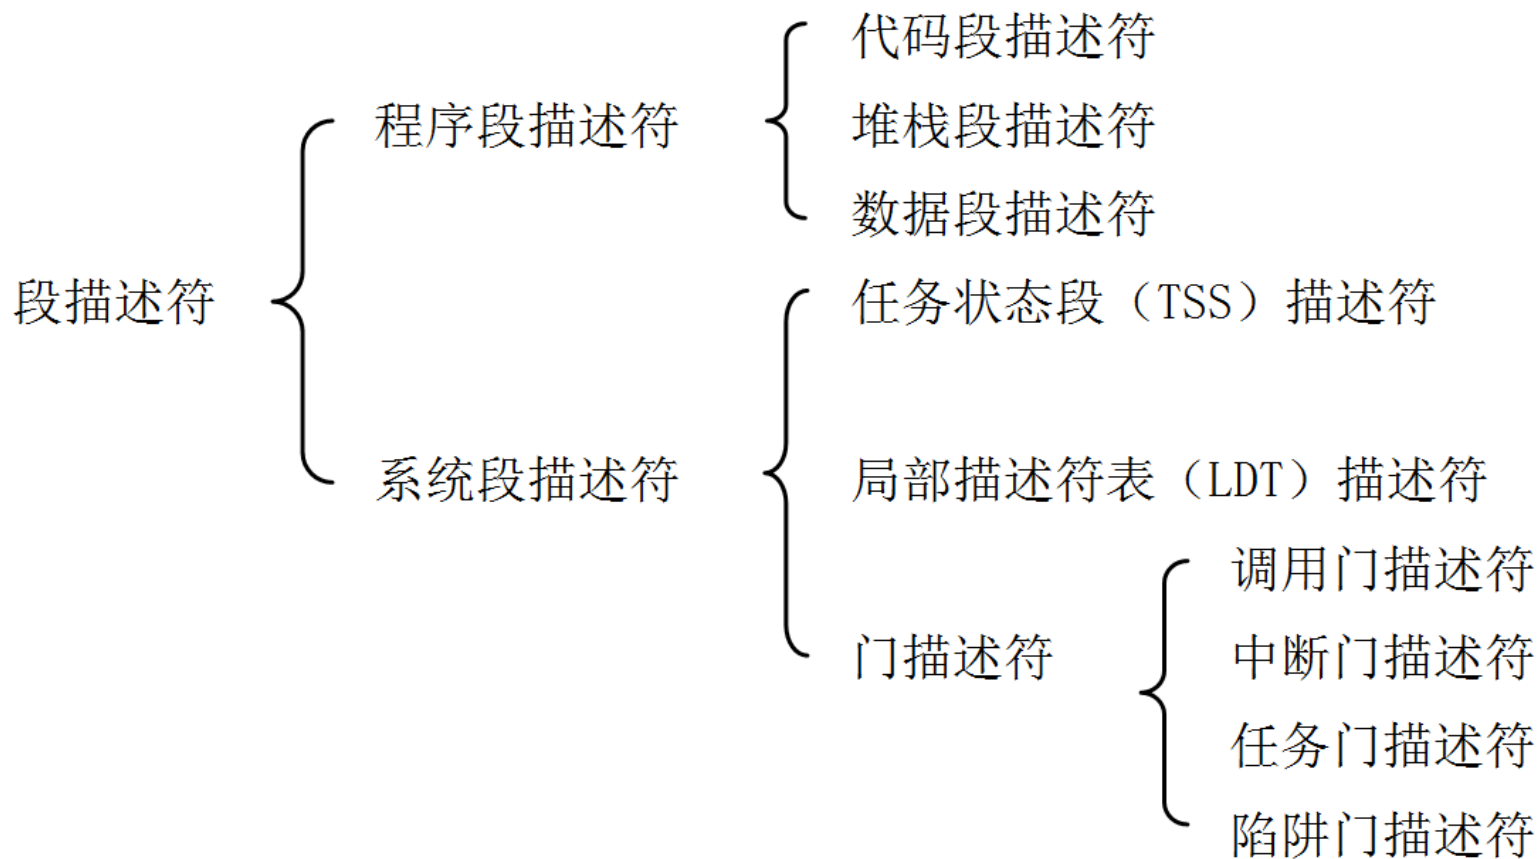 代码段描述符
程序段描述符
堆栈段描述符
数据段描述符
段描述符
任务状态段（TSS）描述符
系统段描述符
局部描述符表（LDT）描述符
调用门描述符
门描述符
中断门描述符
任务门描述符
陷阱门描述符